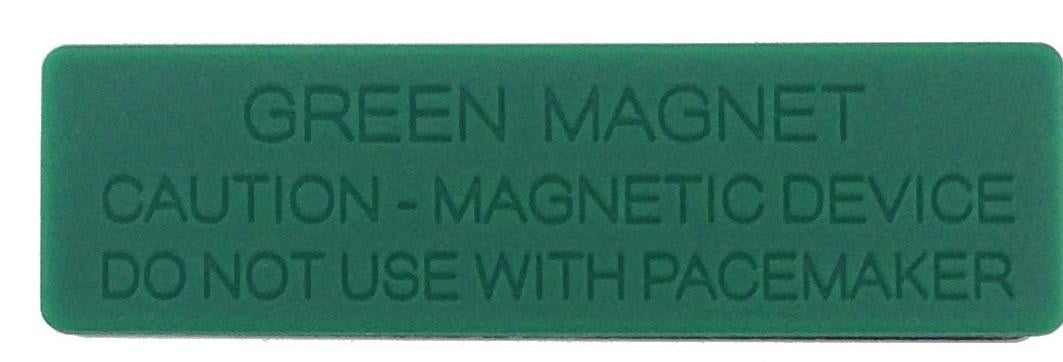 GREEN MAGNET
CAUTION - MAGNETIC DEVICE
DO NOT USE WITH PACEMAKER